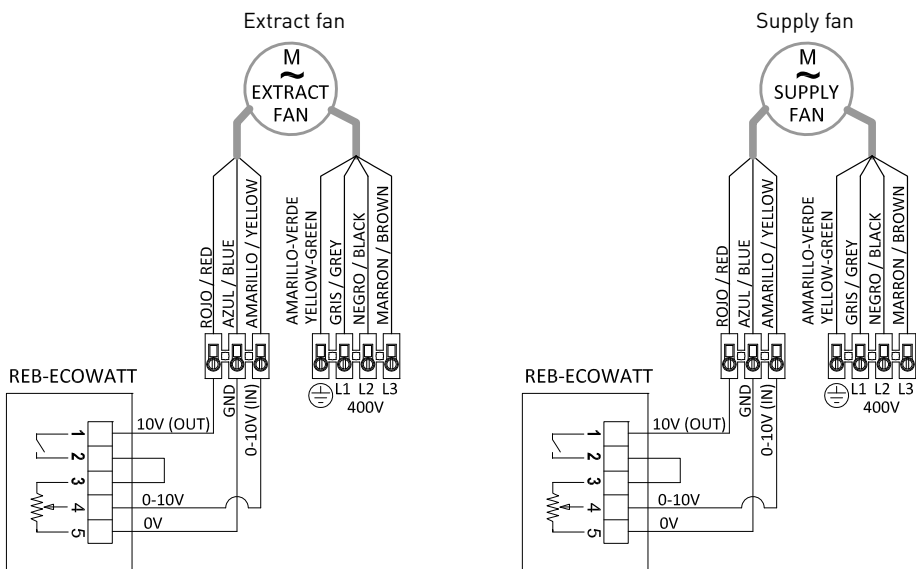 Extract fan
M
~
EXTRACT
FAN
ROJO / RED
AZUL / BLUE
AMARILLO / YELLOW
AMARILLO-VERDE
YELLOW-GREEN
GRIS / GREY
NEGRO / BLACK
MARRON / BROWN
REB-ECOWATT
10V (OUT)
GND
0-10V (IN)
L1 L2 L3
400V
1
2
3
4
5
0-10V
0V
Supply fan
M
~
SUPPLY
FAN
ROJO / RED
AZUL / BLUE
AMARILLO / YELLOW
AMARILLO-VERDE
YELLOW-GREEN
GRIS / GREY
NEGRO / BLACK
MARRON / BROWN
REB-ECOWATT
10V (OUT)
GND
0-10V (IN)
L1 L2 L3
400V
1
2
3
4
5
0-10V
0V